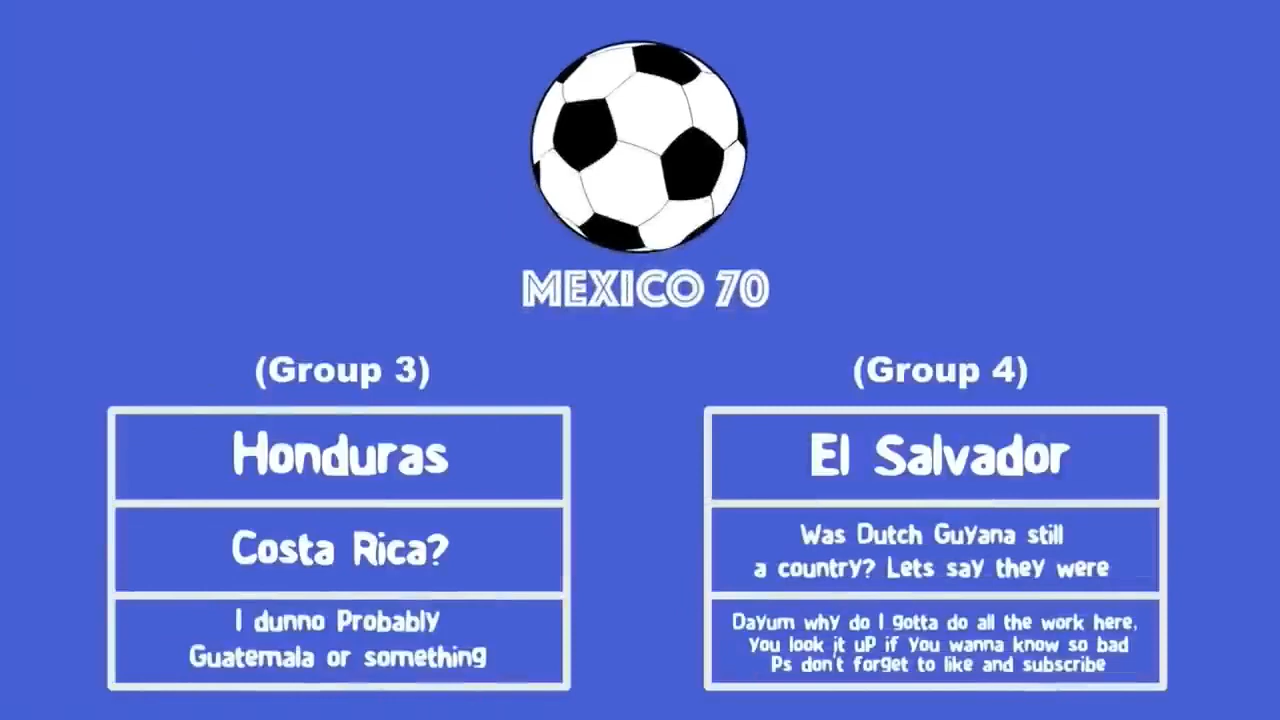 MEXICO 70
(Group 3)
Honduras
Costa Rica?
I dunno Probably
Guatemala or something
(Group 4)
El Salvador
Was Dutch Guyana still
a country? Lets say they were
Dayum why do I gotta do all the work here,
You look it up if you wanna know so bad
Ps don't forget to like and subscribe